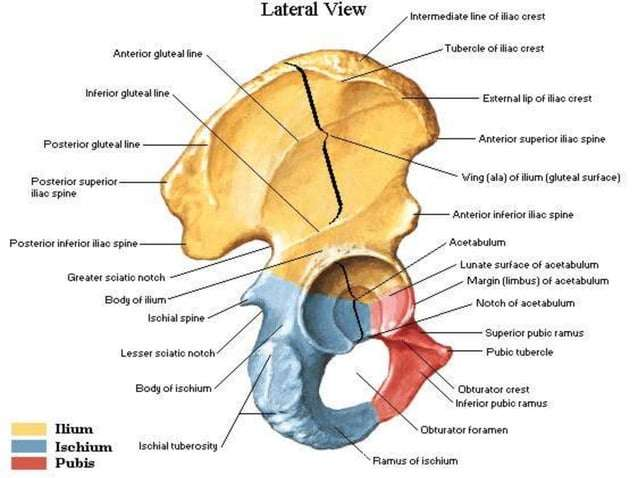 Lateral View
Intermediate line of iliac crest
Tubercle of iliac crest
Anterior gluteal line
Inferior gluteal line
External lip of iliac crest
Posterior gluteal line
Anterior superior iliac spine
Wing (ala) of ilium (gluteal surface)
Posterior superior
iliac spine
Anterior inferior iliac spine
Posterior inferior iliac spine
Acetabulum
Greater sciatic notch
Lunate surface of acetabulum
Margin (limbus) of acetabulum
Body of ilium
Notch of acetabulum
Ischial spine
Superior pubic ramus
Lesser sciatic notch
Pubic tubercle
Body of ischium
Obturator crest
Inferior pubic ramus
Ilium
Ischium
Pubis
Obturator foramen
Ischial tuberosity
Ramus of ischium